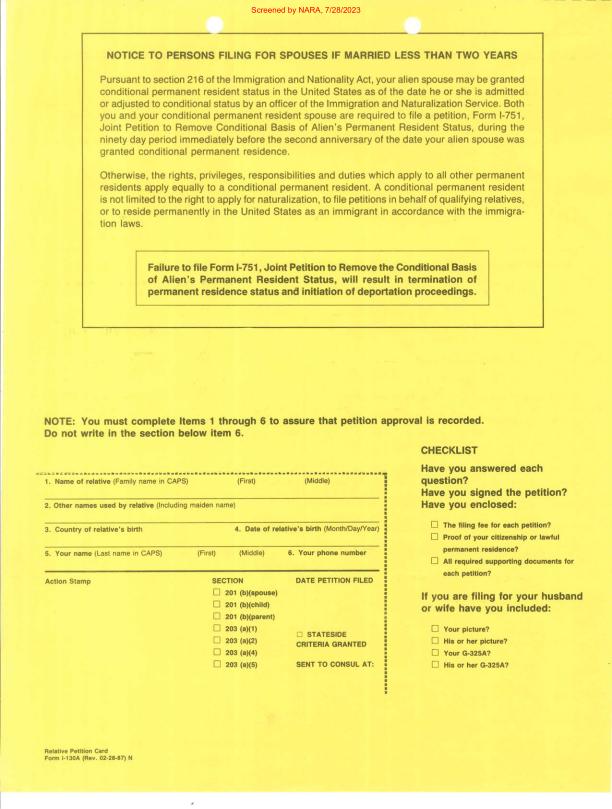 Screened by NARA, 7/28/2023
NOTICE TO PERSONS FILING FOR SPOUSES IF MARRIED LESS THAN TWO YEARS
Pursuant to section 216 of the Immigration and Nationality Act, your alien spouse may be granted
conditional permanent resident status in the United States as of the date he or she is admitted
or adjusted to conditional status by an officer of the Immigration and Naturalization Service. Both
you and your conditional permanent resident spouse are required to file a petition, Form I-751,
Joint Petition to Remove Conditional Basis of Alien's Permanent Resident Status, during the
ninety day period immediately before the second anniversary of the date your alien spouse was
granted conditional permanent residence.
Otherwise, the rights, privileges, responsibilities and duties which apply to all other permanent
residents apply equally to a conditional permanent resident. A conditional permanent resident
is not limited to the right to apply for naturalization, to file petitions in behalf of qualifying relatives,
or to reside permanently in the United States as an immigrant in accordance with the immigra-
tion laws.
Failure to file Form I-751, Joint Petition to Remove the Conditional Basis
of Alien's Permanent Resident Status, will result in termination of
permanent residence status and initiation of deportation proceedings.
NOTE: You must complete Items 1 through 6 to assure that petition approval is recorded.
Do not write in the section below item 6.
1. Name of relative (Family name in CAPS) (First) (Middle)
2. Other names used by relative (Including maiden name)
3. Country of relative's birth 4. Date of relative's birth (Month/Day/Year)
5. Your name (Last name in CAPS) (First) (Middle) 6. Your phone number
Action Stamp SECTION DATE PETITION FILED
☐ 201 (b)(spouse)
☐ 201 (b)(child)
☐ 201 (b)(parent)
☐ 203 (a)(1)
☐ 203 (a)(2)
☐ 203 (a)(4)
☐ 203 (a)(5)
☐ STATESIDE
CRITERIA GRANTED
SENT TO CONSUL AT:
CHECKLIST
Have you answered each
question?
Have you signed the petition?
Have you enclosed:
☐ The filing fee for each petition?
☐ Proof of your citizenship or lawful
permanent residence?
☐ All required supporting documents for
each petition?
If you are filing for your husband
or wife have you included:
☐ Your picture?
☐ His or her picture?
☐ Your G-325A?
☐ His or her G-325A?
Relative Petition Card
Form I-130A (Rev. 02-28-87) N